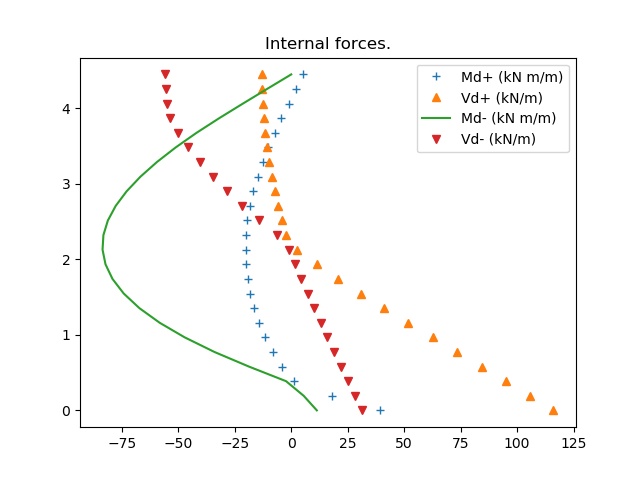 Internal forces.
Md+ (kN m/m)
Vd+ (kN/m)
Md- (kN m/m)
Vd- (kN/m)
4
3
2
1
0
−75 −50 −25 0 25 50 75 100 125